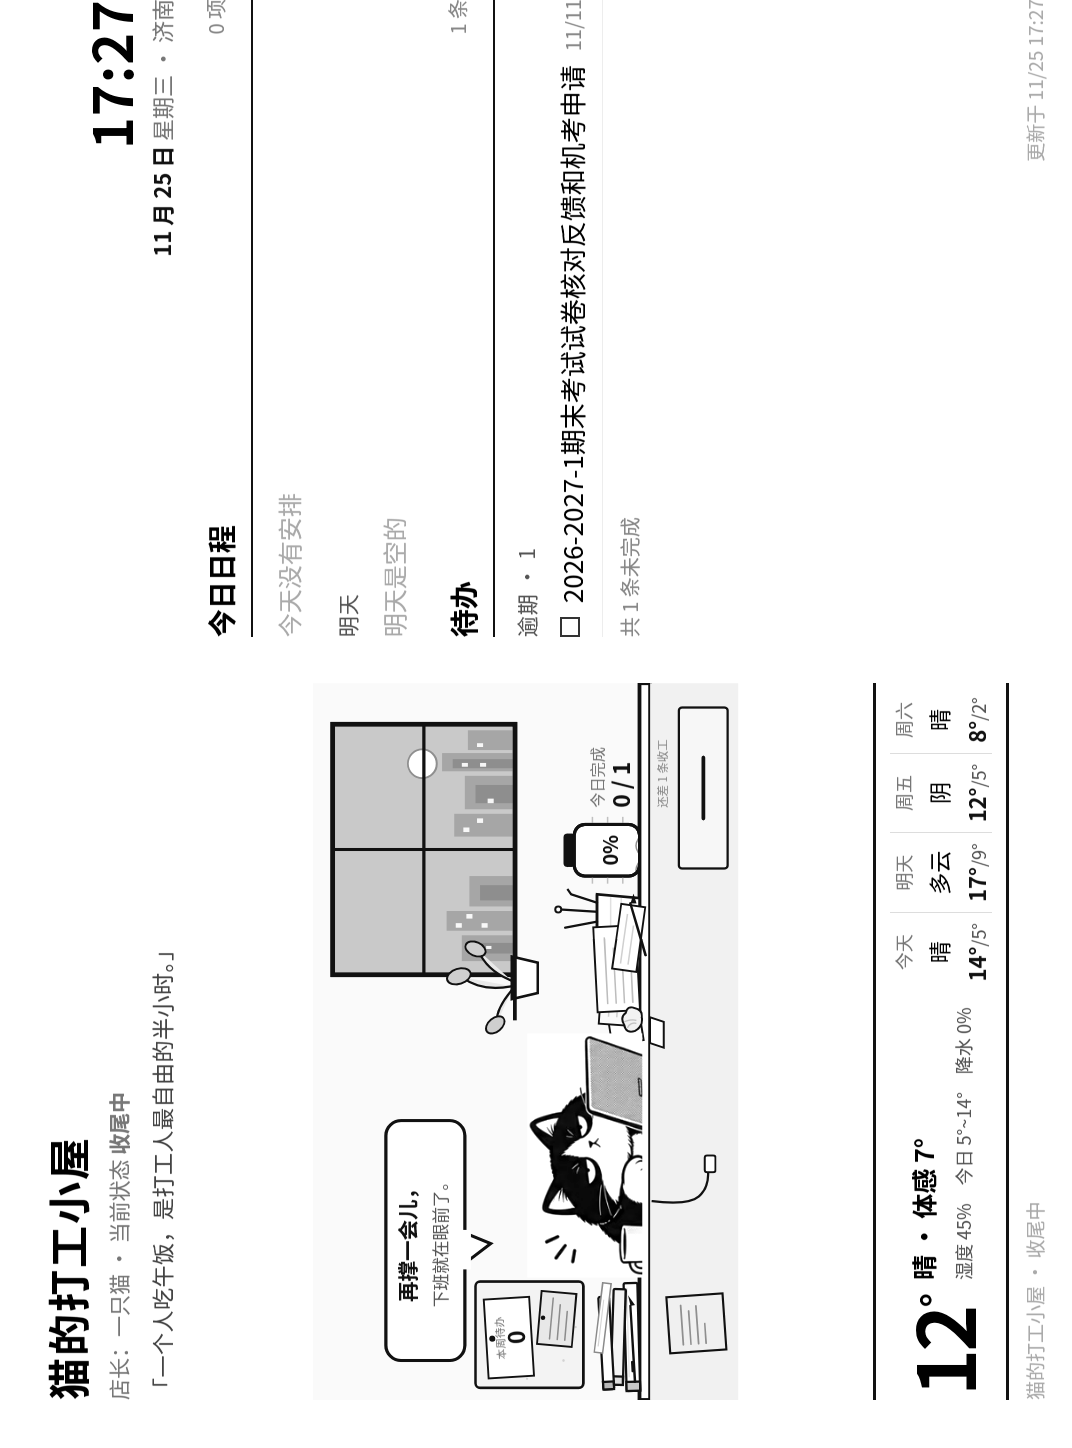 猫的打工小屋
店长：一只猫 · 当前状态 收尾中
「一个人吃午饭，是打工人最自由的半小时。」
再撑一会儿，
下班就在眼前了。
本周待办
0
0%
今日完成
0 / 1
还差 1 条收工
12° 晴 · 体感 7°
湿度 45% 今日 5°~14° 降水 0%
今天 明天 周五 周六
晴 多云 阴 晴
14°/5° 17°/9° 12°/5° 8°/2°
猫的打工小屋 · 收尾中
17:27
11 月 25 日 星期三 · 济南
今日日程 0 项
今天没有安排
明天
明天是空的
待办 1 条
逾期 · 1
2026-2027-1期末考试试卷核对反馈和机考申请 11/11
共 1 条未完成
更新于 11/25 17:27